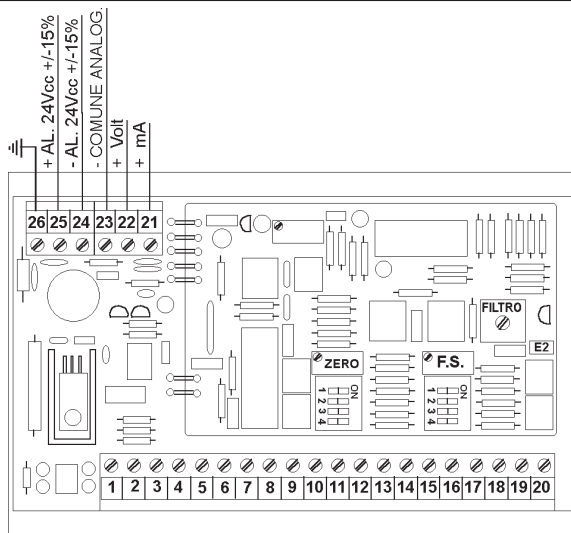 + AL. 24Vcc +/-15%
- AL. 24Vcc +/-15%
- COMUNE ANALOG.
+ Volt
+ mA
26 25 24 23 22 21
FILTRO
E2
ZERO
F.S.
ON
1
2
3
4
ON
1
2
3
4
1 2 3 4 5 6 7 8 9 10 11 12 13 14 15 16 17 18 19 20